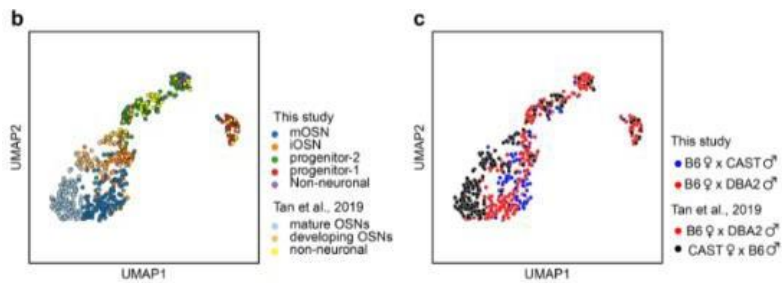 b
UMAP2
UMAP1
This study
mOSN
iOSN
progenitor-2
progenitor-1
Non-neuronal
Tan et al., 2019
mature OSNs
developing OSNs
non-neuronal
c
UMAP2
UMAP1
This study
B6♀ x CAST♂
B6♀ x DBA2♂
Tan et al., 2019
B6♀ x DBA2♂
CAST♀ x B6♂